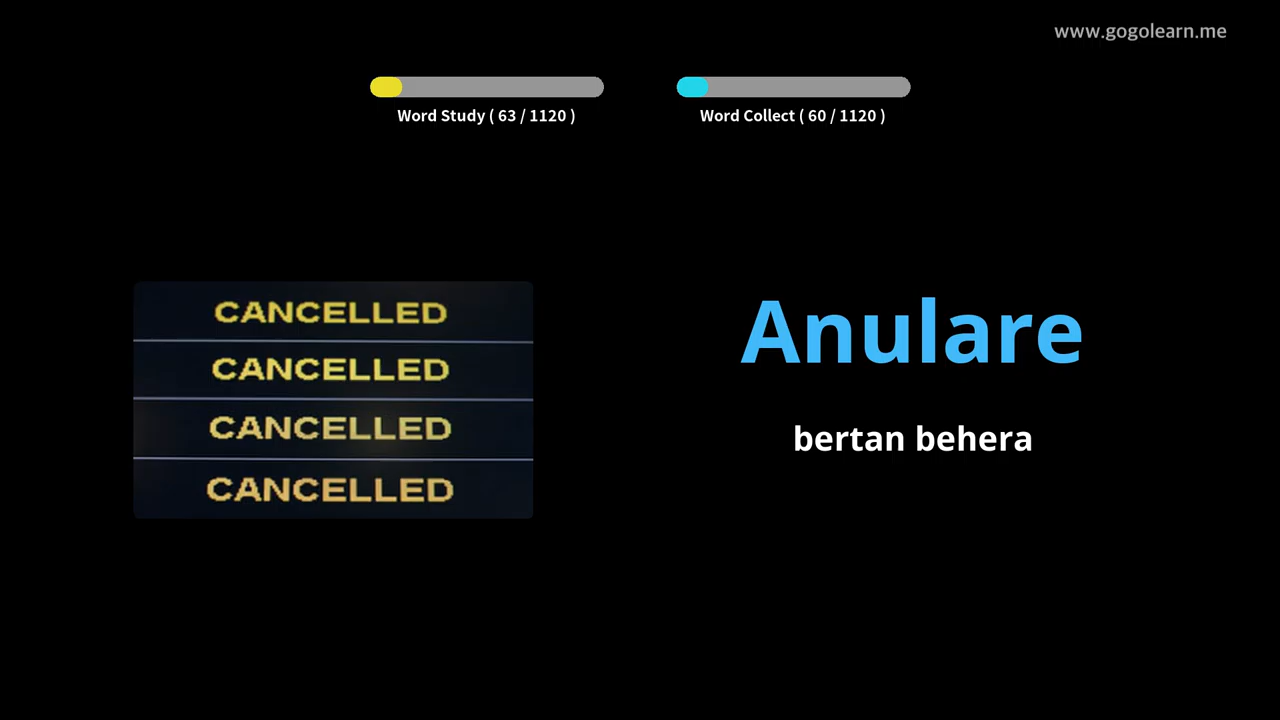 www.gogolearn.me
Word Study ( 63 / 1120 )
Word Collect ( 60 / 1120 )
CANCELLED
CANCELLED
CANCELLED
CANCELLED
Anulare
bertan behera